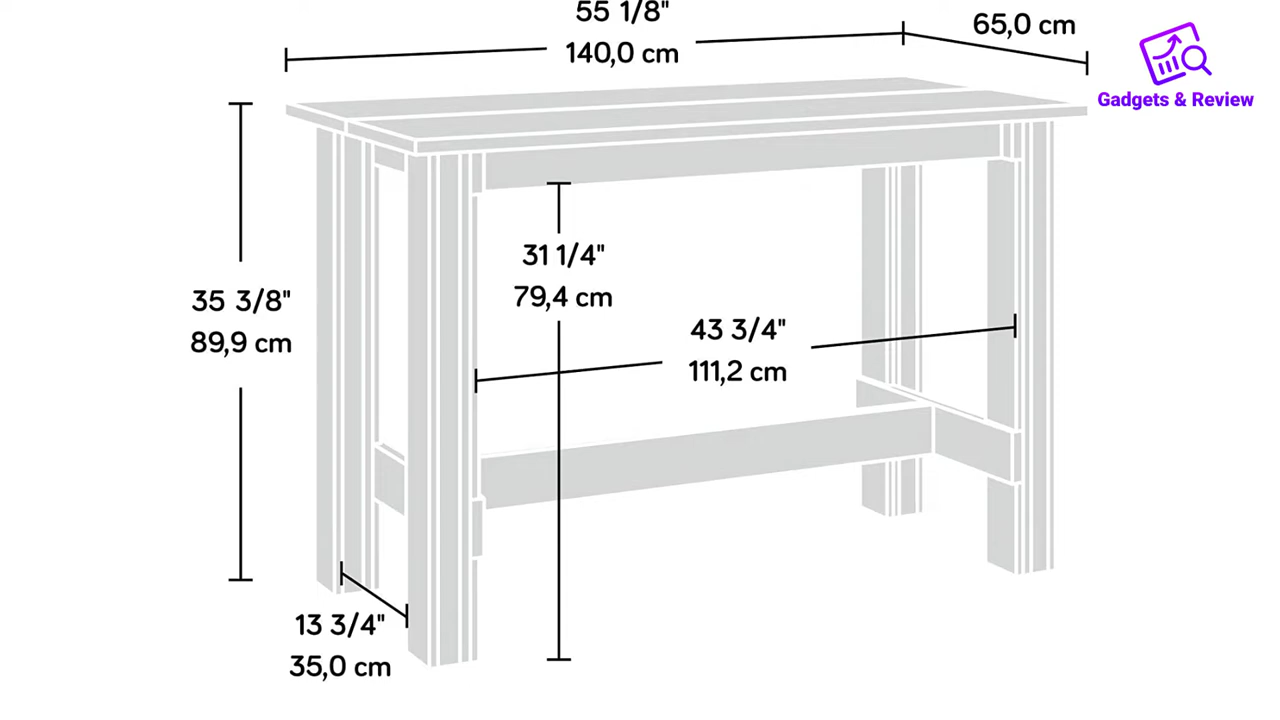 55 1/8"
140,0 cm
65,0 cm
Gadgets & Review
35 3/8"
89,9 cm
31 1/4"
79,4 cm
43 3/4"
111,2 cm
13 3/4"
35,0 cm